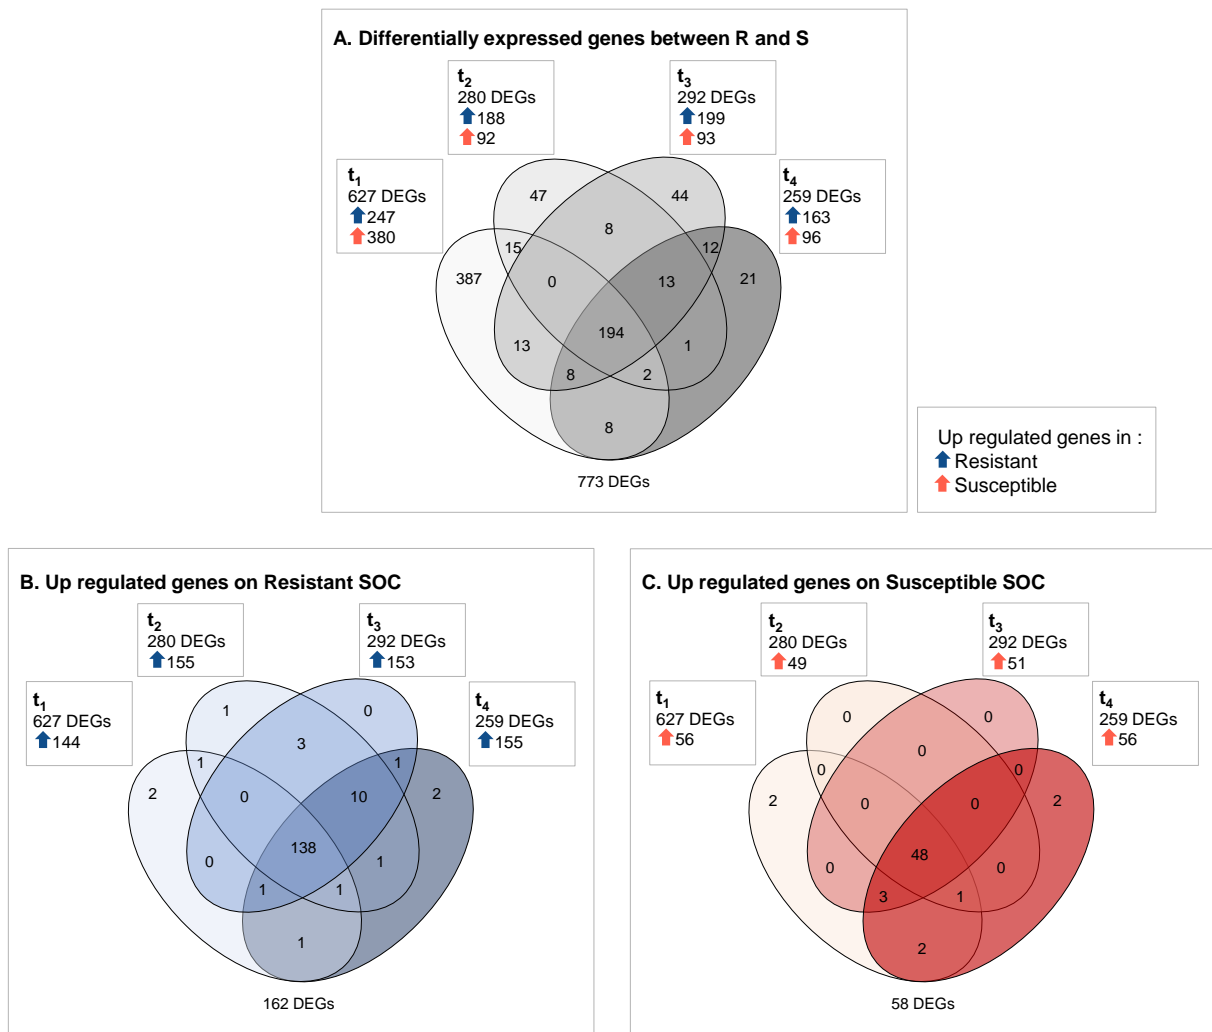 A. Differentially expressed genes between R and S
t2
280 DEGs
188
92
t3
292 DEGs
199
93
t1
627 DEGs
247
380
t4
259 DEGs
163
96
47
44
8
15
12
387
0
13
21
194
13
1
8
2
8
773 DEGs
Up regulated genes in :
Resistant
Susceptible
B. Up regulated genes on Resistant SOC
t2
280 DEGs
155
t3
292 DEGs
153
t1
627 DEGs
144
t4
259 DEGs
155
1
0
3
1
1
2
0
10
2
138
0
1
1
1
1
162 DEGs
C. Up regulated genes on Susceptible SOC
t2
280 DEGs
49
t3
292 DEGs
51
t1
627 DEGs
56
t4
259 DEGs
56
0
0
0
0
0
2
0
0
2
48
0
0
3
1
2
58 DEGs